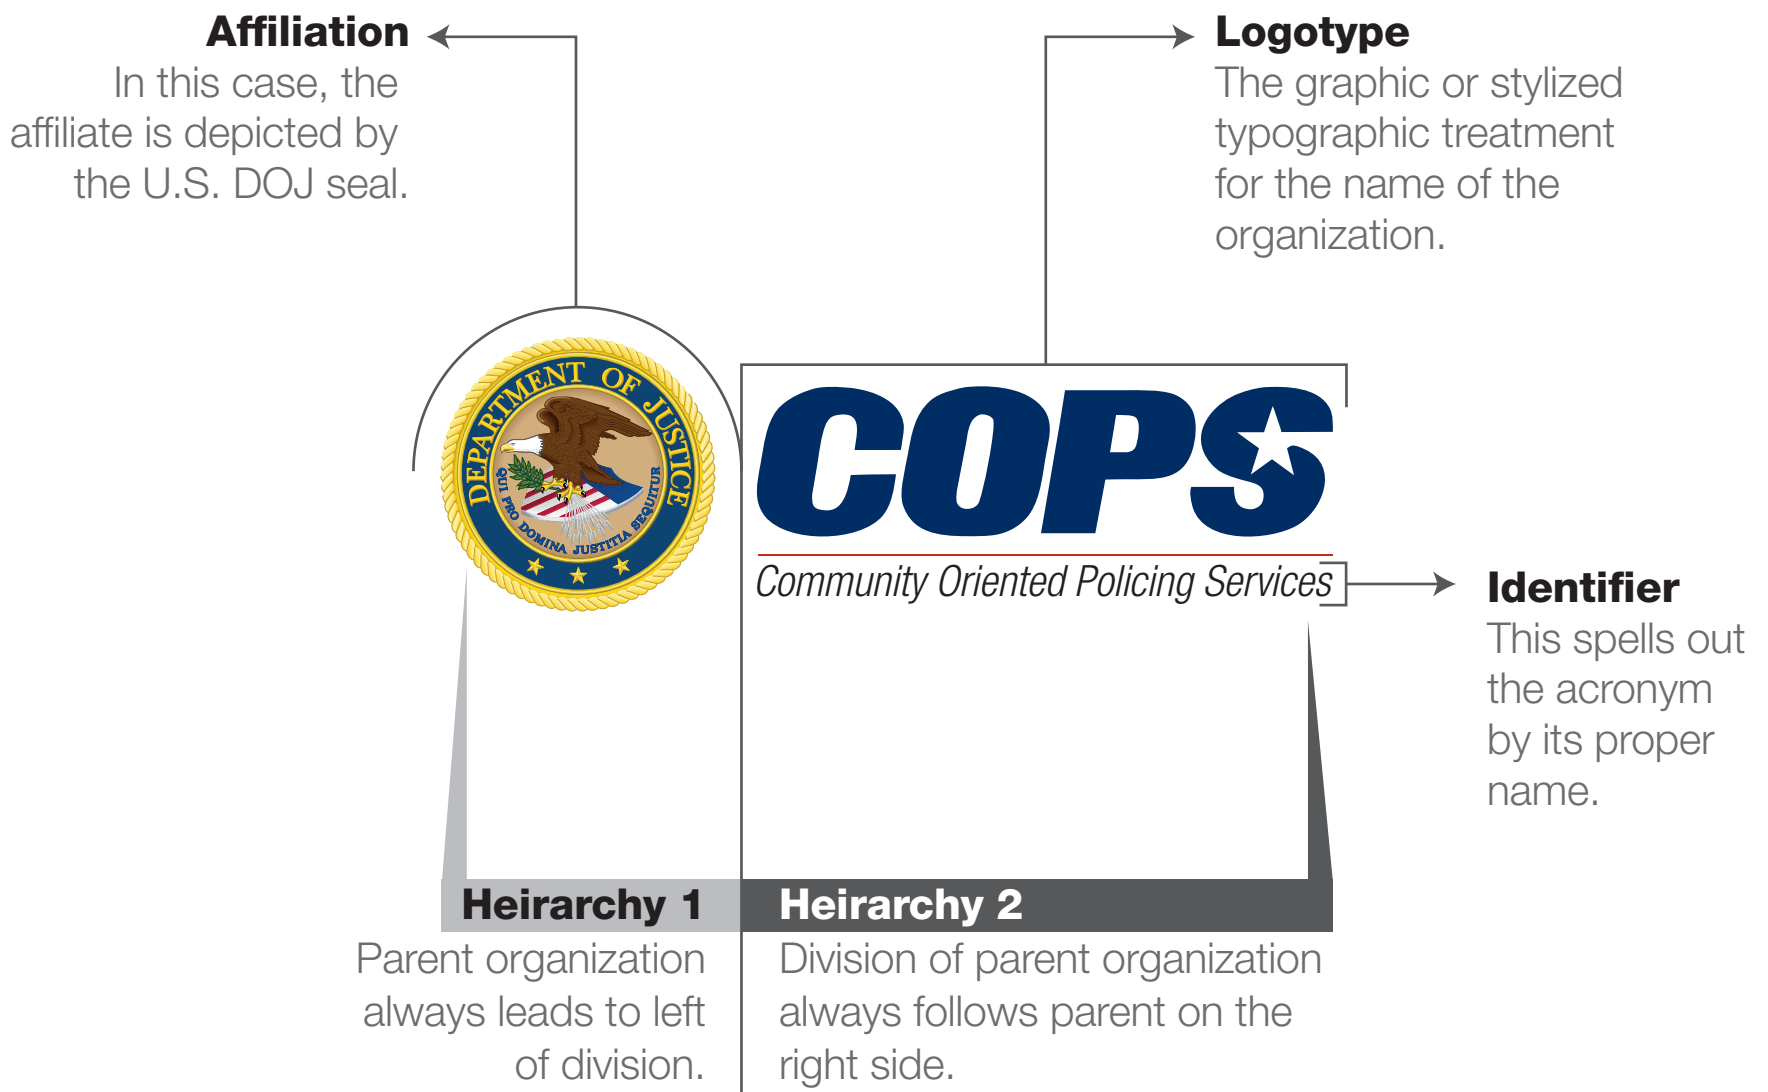 Affiliation
In this case, the
affiliate is depicted by
the U.S. DOJ seal.
Logotype
The graphic or stylized
typographic treatment
for the name of the
organization.
DEPARTMENT OF JUSTICE
QUI PRO DOMINA JUSTITIA SEQUITUR
COPS
Community Oriented Policing Services
Identifier
This spells out
the acronym
by its proper
name.
Heirarchy 1
Parent organization
always leads to left
of division.
Heirarchy 2
Division of parent organization
always follows parent on the
right side.